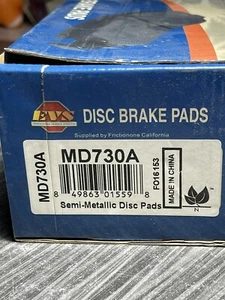 DISC BRAKE PADS
Supplied by Frictionone California
MD730A
MD730A
8 49863 01559 8
FO16153
MADE IN CHINA
Semi-Metallic Disc Pads
N